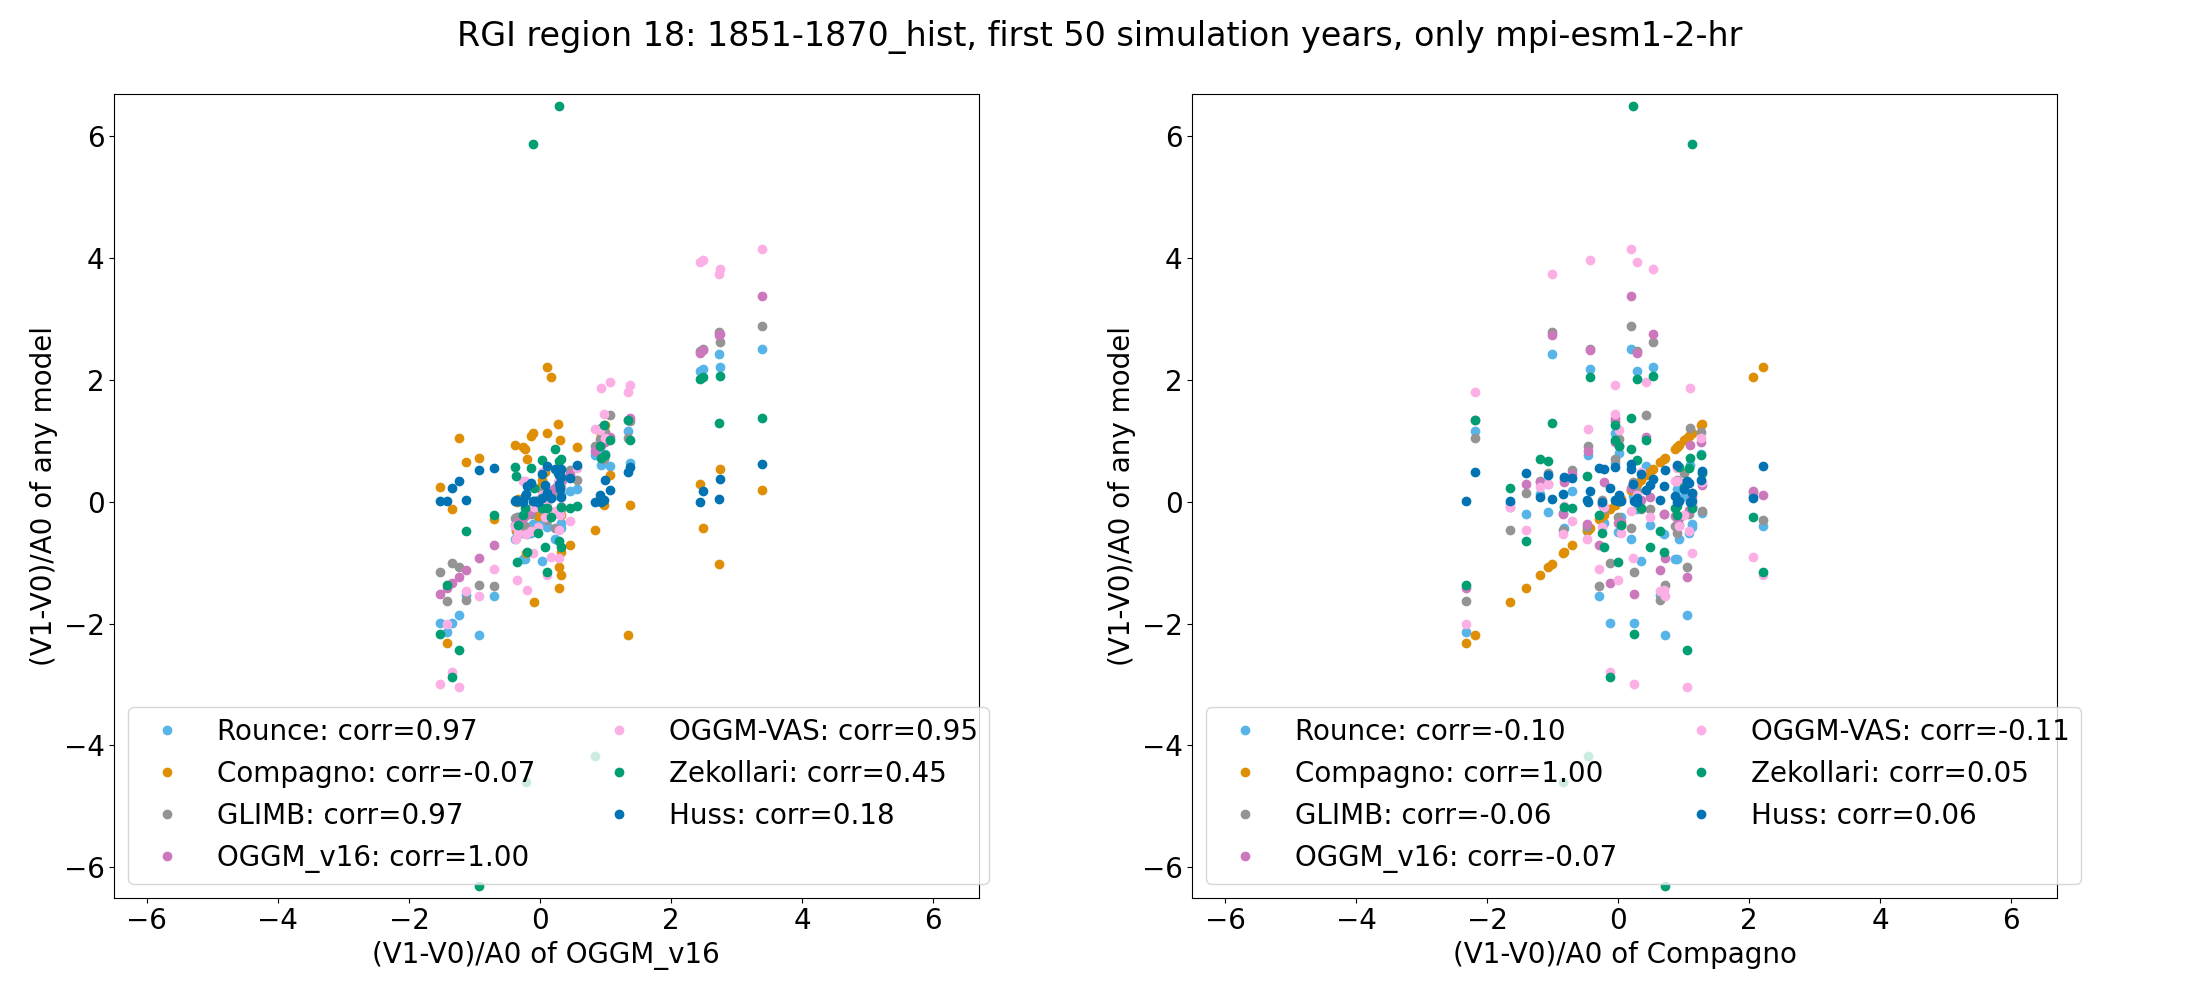 RGI region 18: 1851-1870_hist, first 50 simulation years, only mpi-esm1-2-hr
(V1-V0)/A0 of any model
6
4
2
0
−2
−4
−6
Rounce: corr=0.97
Compagno: corr=-0.07
GLIMB: corr=0.97
OGGM_v16: corr=1.00
OGGM-VAS: corr=0.95
Zekollari: corr=0.45
Huss: corr=0.18
−6 −4 −2 0 2 4 6
(V1-V0)/A0 of OGGM_v16
(V1-V0)/A0 of any model
6
4
2
0
−2
−4
−6
Rounce: corr=-0.10
Compagno: corr=1.00
GLIMB: corr=-0.06
OGGM_v16: corr=-0.07
OGGM-VAS: corr=-0.11
Zekollari: corr=0.05
Huss: corr=0.06
−6 −4 −2 0 2 4 6
(V1-V0)/A0 of Compagno